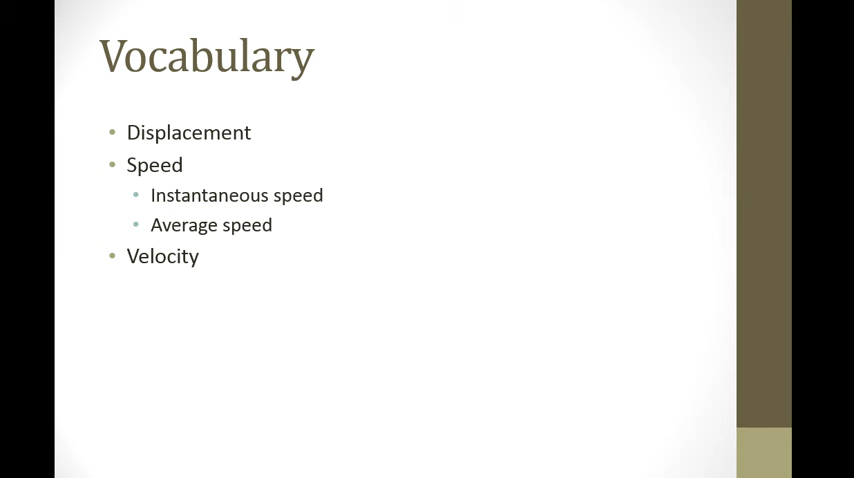 Vocabulary
• Displacement
• Speed
• Instantaneous speed
• Average speed
• Velocity